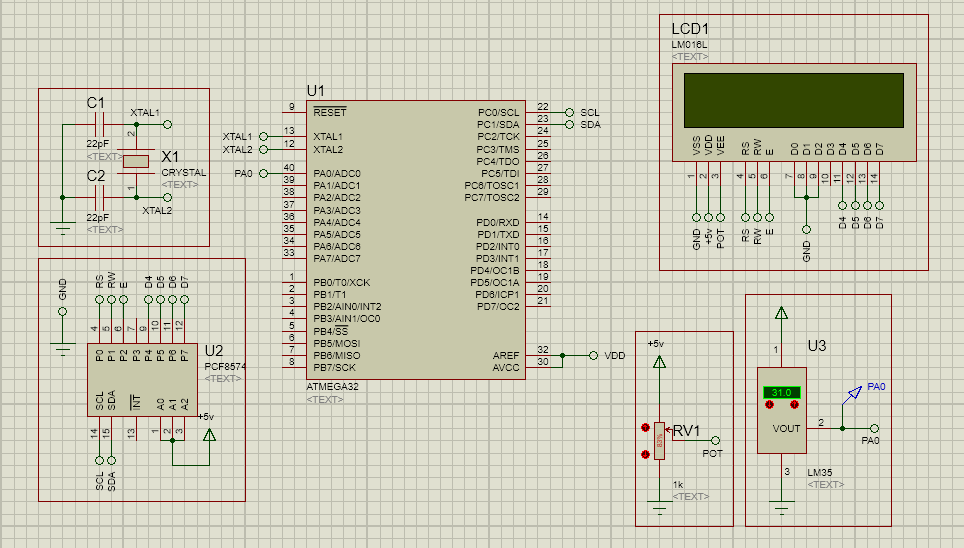 LCD1
LM016L
<TEXT>
VSS VDD VEE RS RW E D0 D1 D2 D3 D4 D5 D6 D7
1 2 3 4 5 6 7 8 9 10 11 12 13 14
GND +5v POT RS RW E GND D4 D5 D6 D7
C1
22pF
<TEXT>
XTAL1
2
X1
CRYSTAL
<TEXT>
1
C2
22pF
<TEXT>
XTAL2
U1
XTAL1
XTAL2
PA0
9 RESET
13 XTAL1
12 XTAL2
40 PA0/ADC0
39 PA1/ADC1
38 PA2/ADC2
37 PA3/ADC3
36 PA4/ADC4
35 PA5/ADC5
34 PA6/ADC6
33 PA7/ADC7
1 PB0/T0/XCK
2 PB1/T1
3 PB2/AIN0/INT2
4 PB3/AIN1/OC0
5 PB4/SS
6 PB5/MOSI
7 PB6/MISO
8 PB7/SCK
PC0/SCL 22 SCL
PC1/SDA 23 SDA
PC2/TCK 24
PC3/TMS 25
PC4/TDO 26
PC5/TDI 27
PC6/TOSC1 28
PC7/TOSC2 29
PD0/RXD 14
PD1/TXD 15
PD2/INT0 16
PD3/INT1 17
PD4/OC1B 18
PD5/OC1A 19
PD6/ICP1 20
PD7/OC2 21
AREF 32 VDD
AVCC 30
ATMEGA32
<TEXT>
GND
RS RW E D4 D5 D6 D7
4 5 6 7 9 10 11 12
P0 P1 P2 P3 P4 P5 P6 P7
U2
PCF8574
<TEXT>
SCL SDA INT A0 A1 A2
14 15 13 1 2 3
+5v
SCL SDA
+5v
RV1
83%
POT
1k
<TEXT>
1
U3
31.0
PA0
VOUT 2
PA0
3
LM35
<TEXT>